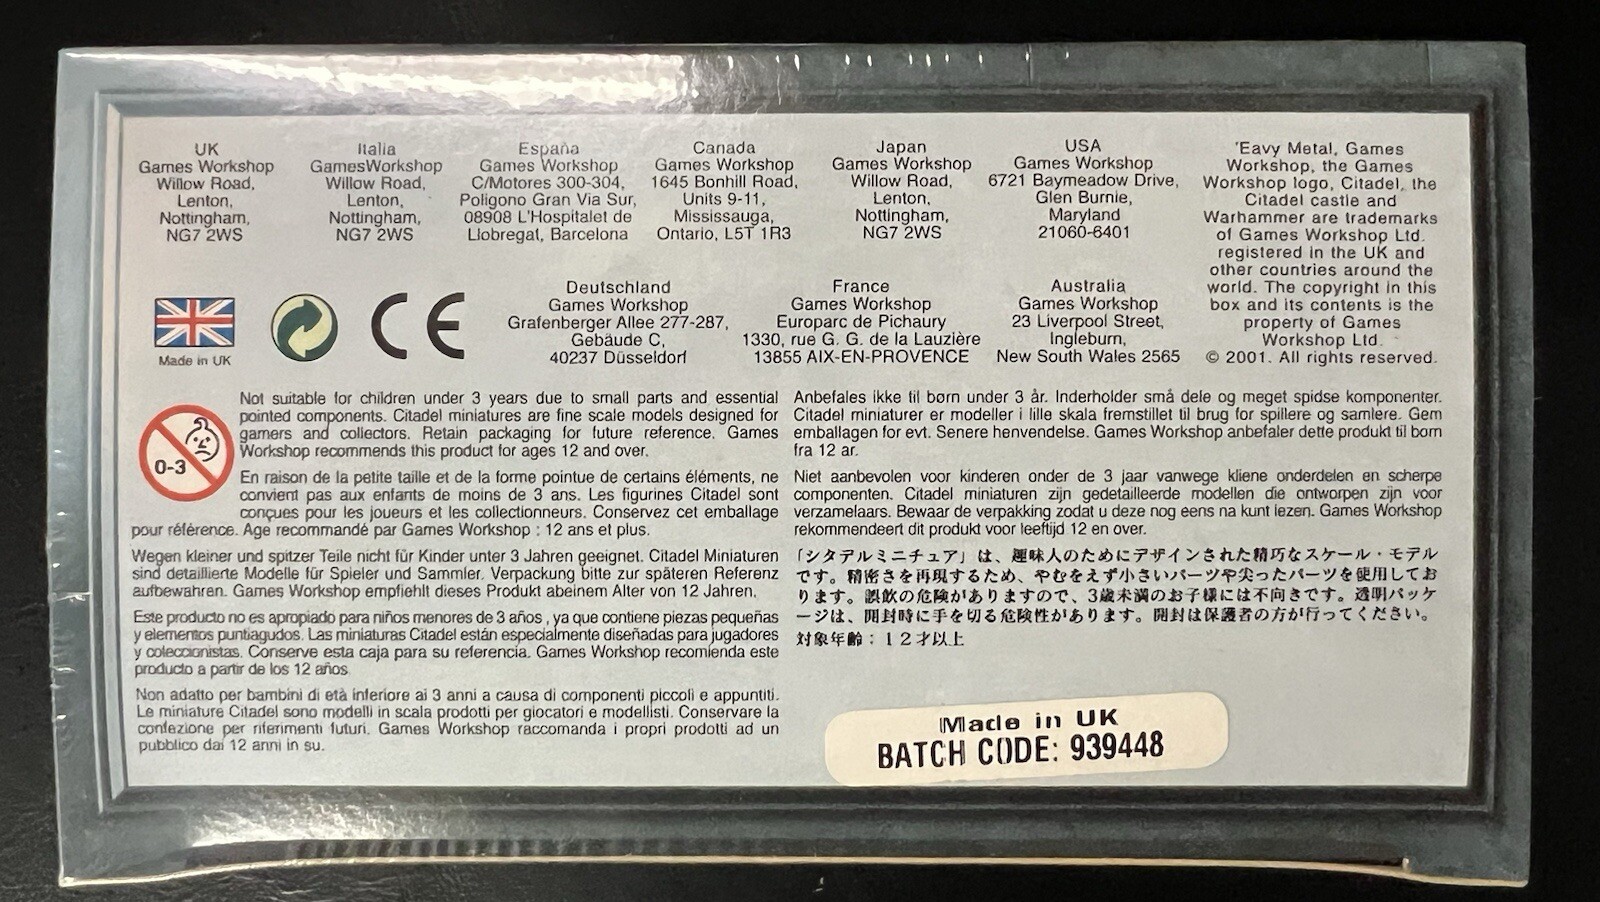 UK
Games Workshop
Willow Road,
Lenton,
Nottingham,
NG7 2WS
Italia
GamesWorkshop
Willow Road,
Lenton,
Nottingham,
NG7 2WS
España
Games Workshop
C/Motores 300-304,
Poligono Gran Via Sur,
08908 L'Hospitalet de
Llobregat, Barcelona
Canada
Games Workshop
1645 Bonhill Road,
Units 9-11,
Mississauga,
Ontario, L5T 1R3
Japan
Games Workshop
Willow Road,
Lenton,
Nottingham,
NG7 2WS
USA
Games Workshop
6721 Baymeadow Drive,
Glen Burnie,
Maryland
21060-6401
'Eavy Metal, Games
Workshop, the Games
Workshop logo, Citadel, the
Citadel castle and
Warhammer are trademarks
of Games Workshop Ltd.
registered in the UK and
other countries around the
world. The copyright in this
box and its contents is the
property of Games
Workshop Ltd.
© 2001. All rights reserved.
Made in UK
CE
Deutschland
Games Workshop
Grafenberger Allee 277-287,
Gebäude C,
40237 Düsseldorf
France
Games Workshop
Europarc de Pichaury
1330, rue G. G. de la Lauzière
13855 AIX-EN-PROVENCE
Australia
Games Workshop
23 Liverpool Street,
Ingleburn,
New South Wales 2565
0-3
Not suitable for children under 3 years due to small parts and essential
pointed components. Citadel miniatures are fine scale models designed for
gamers and collectors. Retain packaging for future reference. Games
Workshop recommends this product for ages 12 and over.
En raison de la petite taille et de la forme pointue de certains éléments, ne
convient pas aux enfants de moins de 3 ans. Les figurines Citadel sont
conçues pour les joueurs et les collectionneurs. Conservez cet emballage
pour référence. Age recommandé par Games Workshop : 12 ans et plus.
Wegen kleiner und spitzer Teile nicht für Kinder unter 3 Jahren geeignet. Citadel Miniaturen
sind detaillierte Modelle für Spieler und Sammler. Verpackung bitte zur späteren Referenz
aufbewahren. Games Workshop empfiehlt dieses Produkt abeinem Alter von 12 Jahren.
Este producto no es apropiado para niños menores de 3 años , ya que contiene piezas pequeñas
y elementos puntiagudos. Las miniaturas Citadel están especialmente diseñadas para jugadores
y coleccionistas. Conserve esta caja para su referencia. Games Workshop recomienda este
producto a partir de los 12 años
Non adatto per bambini di età inferiore ai 3 anni a causa di componenti piccoli e appuntiti.
Le miniature Citadel sono modelli in scala prodotti per giocatori e modellisti. Conservare la
confezione per riferimenti futuri. Games Workshop raccomanda i propri prodotti ad un
pubblico dai 12 anni in su.
Anbefales ikke til børn under 3 år. Inderholder små dele og meget spidse komponenter.
Citadel miniaturer er modeller i lille skala fremstillet til brug for spillere og samlere. Gem
emballagen for evt. Senere henvendelse. Games Workshop anbefaler dette produkt til børn
fra 12 ar.
Niet aanbevolen voor kinderen onder de 3 jaar vanwege kliene onderdelen en scherpe
componenten. Citadel miniaturen zijn gedetailleerde modellen die ontworpen zijn voor
verzamelaars. Bewaar de verpakking zodat u deze nog eens na kunt lezen. Games Workshop
rekommendeert dit produkt voor leeftijd 12 en over.
「シタデルミニチュア」は、趣味人のためにデザインされた精巧なスケール・モデル
です。精密さを再現するため、やむをえず小さいパーツや尖ったパーツを使用してお
ります。誤飲の危険がありますので、3歳未満のお子様には不向きです。透明パッケ
ージは、開封時に手を切る危険性があります。開封は保護者の方が行ってください。
対象年齢：１２才以上
Made in UK
BATCH CODE: 939448